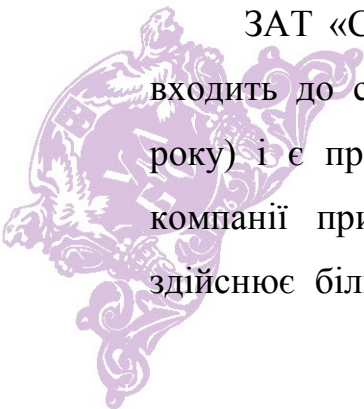 ЗАТ «С
входить до с
року) і є пр
компанії при
здійснює біл